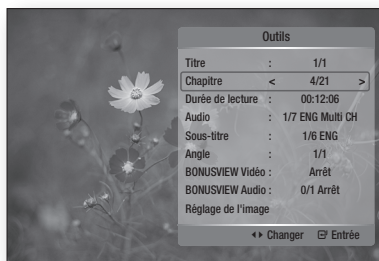 Outils
Titre : 1/1
Chapitre < 4/21 >
Durée de lecture : 00:12:06
Audio : 1/7 ENG Multi CH
Sous-titre : 1/6 ENG
Angle : 1/1
BONUSVIEW Vidéo : Arrêt
BONUSVIEW Audio : 0/1 Arrêt
Réglage de l'image
Changer Entrée